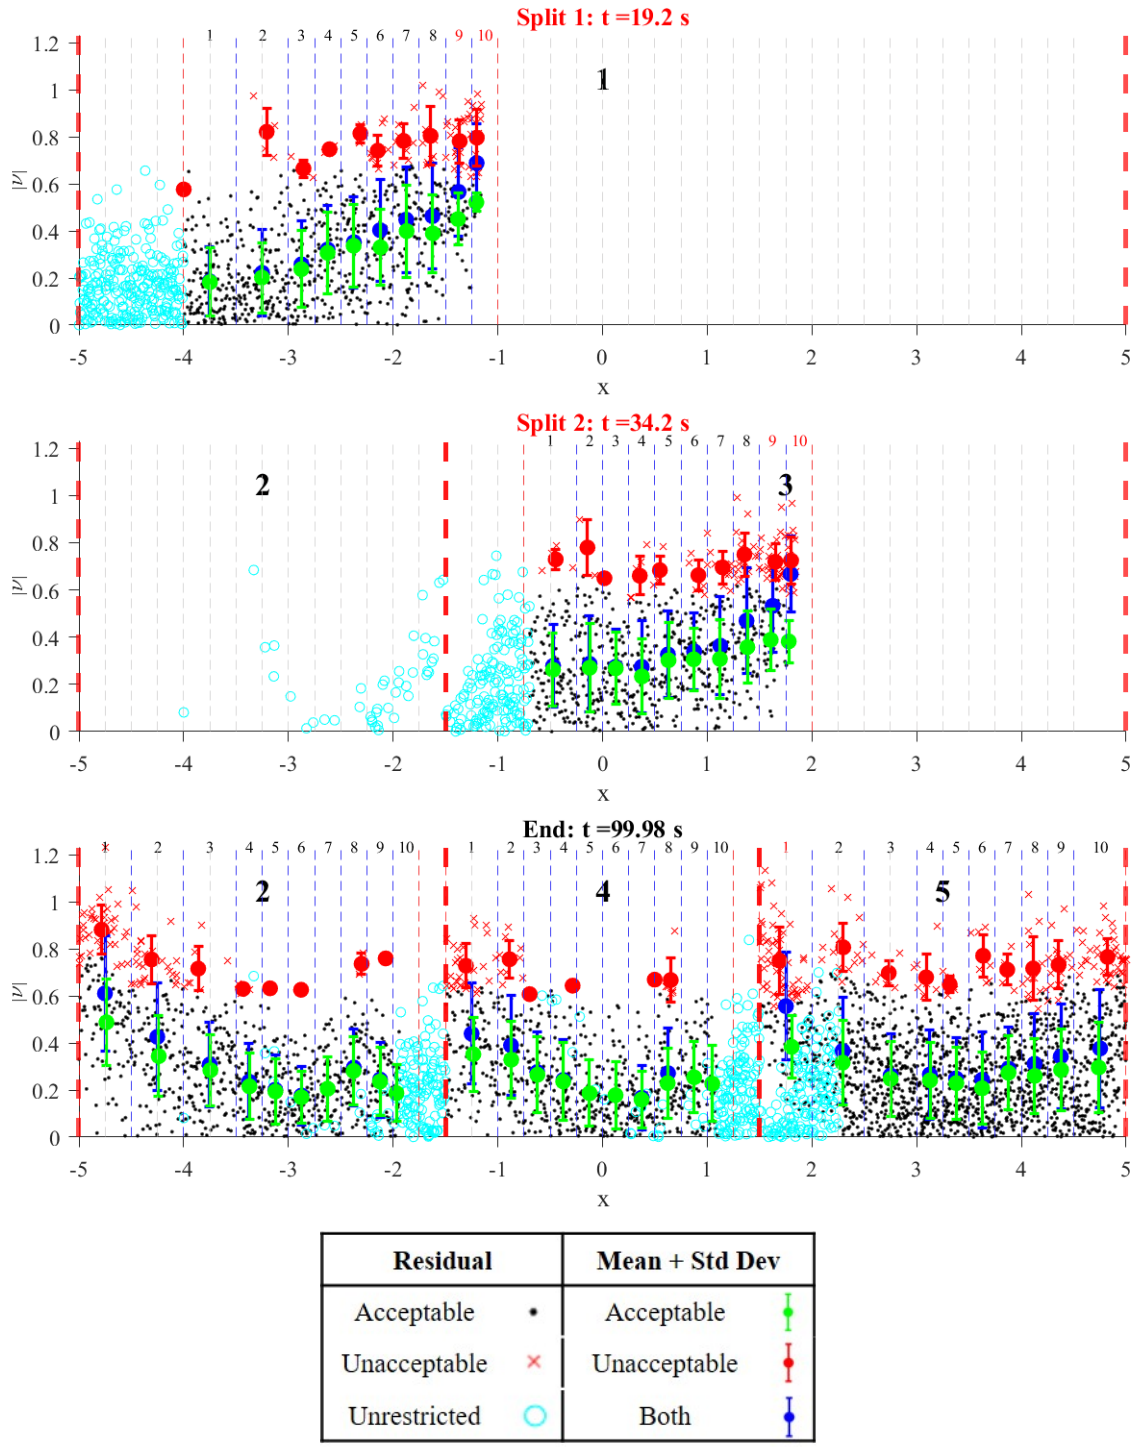 Split 1: t =19.2 s
1 2 3 4 5 6 7 8 9 10
1
1.2
1
0.8
0.6
0.4
0.2
0
|ν|
-5 -4 -3 -2 -1 0 1 2 3 4 5
x
Split 2: t =34.2 s
1 2 3 4 5 6 7 8 9 10
2 3
1.2
1
0.8
0.6
0.4
0.2
0
|ν|
-5 -4 -3 -2 -1 0 1 2 3 4 5
x
End: t =99.98 s
1 2 3 4 5 6 7 8 9 10 1 2 3 4 5 6 7 8 9 10 1 2 3 4 5 6 7 8 9 10
2 4 5
1.2
1
0.8
0.6
0.4
0.2
0
|ν|
-5 -4 -3 -2 -1 0 1 2 3 4 5
x
Residual Mean + Std Dev
Acceptable Acceptable
Unacceptable Unacceptable
Unrestricted Both